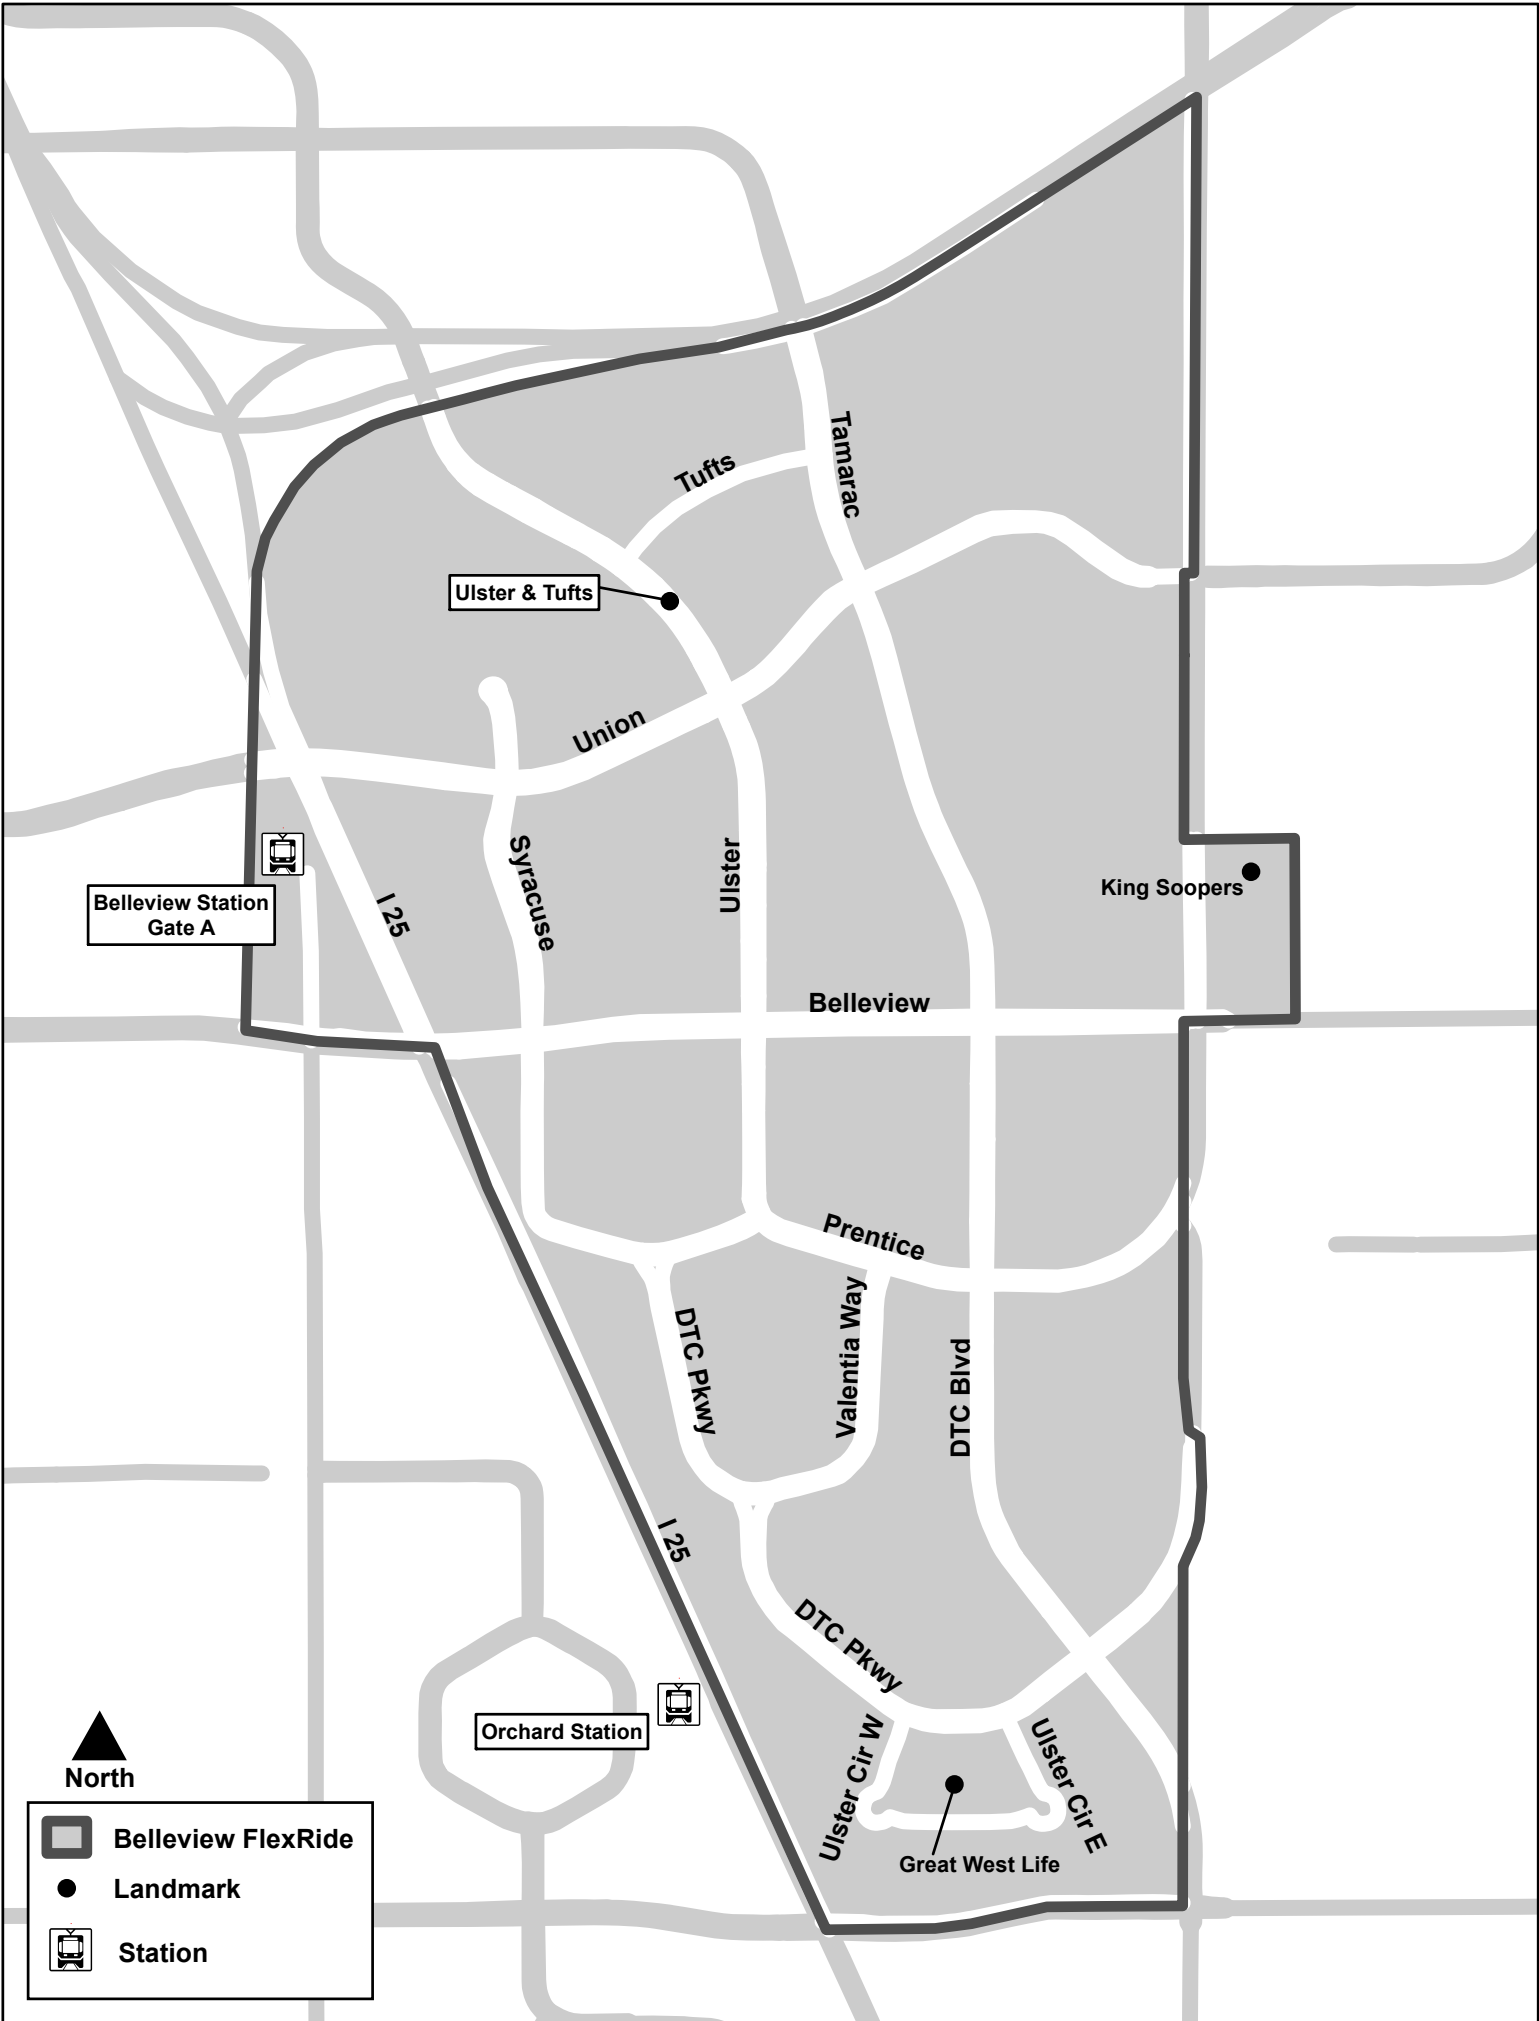 Tamarac
Tufts
Ulster & Tufts
Union
Syracuse
Ulster
King Soopers
Belleview Station
Gate A
I 25
Belleview
Prentice
DTC Pkwy
Valentia Way
DTC Blvd
I 25
DTC Pkwy
Orchard Station
Ulster Cir W
Ulster Cir E
Great West Life
North
Belleview FlexRide
Landmark
Station